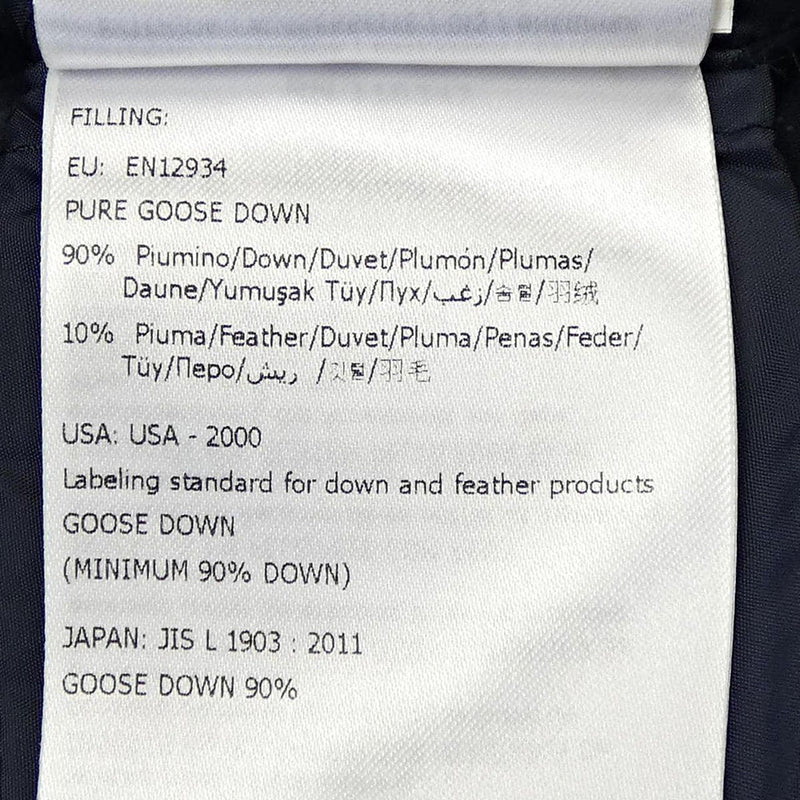 FILLING:
EU: EN12934
PURE GOOSE DOWN
90% Piumino/Down/Duvet/Plumón/Plumas/
Daune/Yumuşak Tüy/Пух/زغب/솜털/羽绒
10% Piuma/Feather/Duvet/Pluma/Penas/Feder/
Tüy/Перо/ريش /깃털/羽毛
USA: USA - 2000
Labeling standard for down and feather products
GOOSE DOWN
(MINIMUM 90% DOWN)
JAPAN: JIS L 1903 : 2011
GOOSE DOWN 90%